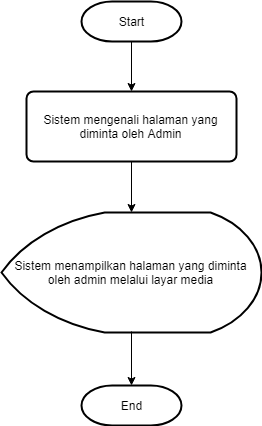 Start
Sistem mengenali halaman yang
diminta oleh Admin
Sistem menampilkan halaman yang diminta
oleh admin melalui layar media
End